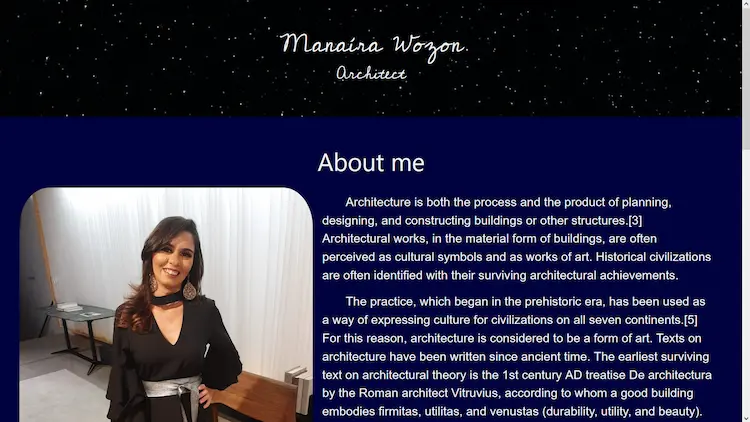 Manaíra Wozon.
Architect
About me
Architecture is both the process and the product of planning,
designing, and constructing buildings or other structures.[3]
Architectural works, in the material form of buildings, are often
perceived as cultural symbols and as works of art. Historical civilizations
are often identified with their surviving architectural achievements.
The practice, which began in the prehistoric era, has been used as
a way of expressing culture for civilizations on all seven continents.[5]
For this reason, architecture is considered to be a form of art. Texts on
architecture have been written since ancient time. The earliest surviving
text on architectural theory is the 1st century AD treatise De architectura
by the Roman architect Vitruvius, according to whom a good building
embodies firmitas, utilitas, and venustas (durability, utility, and beauty).